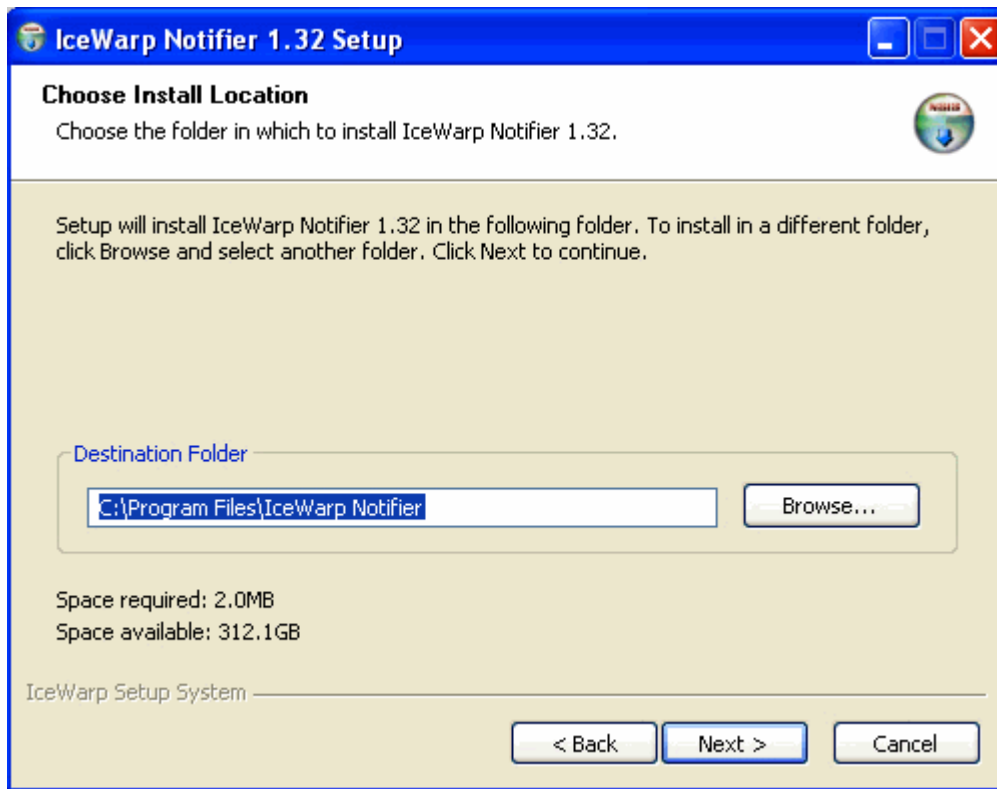 IceWarp Notifier 1.32 Setup
Choose Install Location
Choose the folder in which to install IceWarp Notifier 1.32.
Setup will install IceWarp Notifier 1.32 in the following folder. To install in a different folder,
click Browse and select another folder. Click Next to continue.
Destination Folder
C:\Program Files\IceWarp Notifier
Browse...
Space required: 2.0MB
Space available: 312.1GB
IceWarp Setup System
< Back
Next >
Cancel